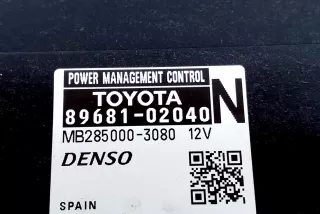 POWER MANAGEMENT CONTROL
TOYOTA
89681-02040 N
MB285000-3080 12V
DENSO
SPAIN